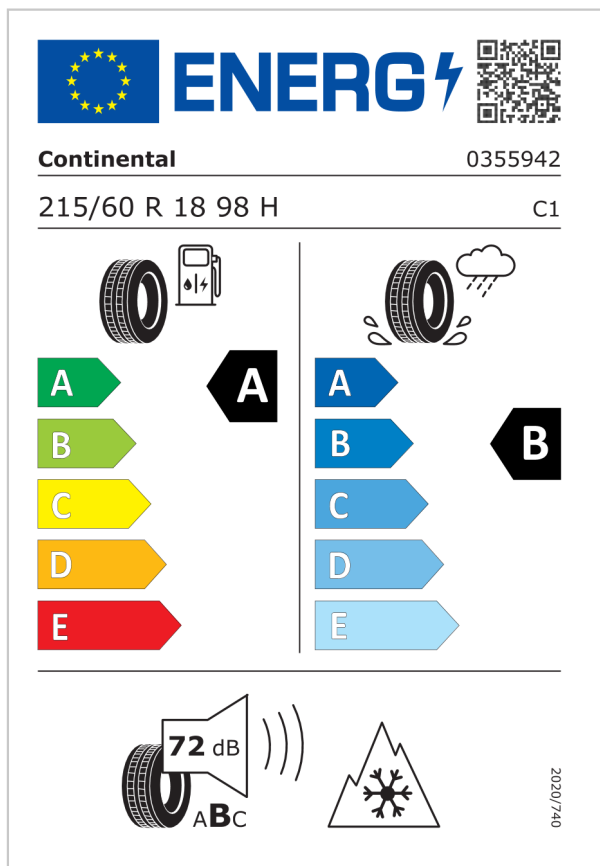 ENERG
Continental 0355942
215/60 R 18 98 H C1
A A A
B B B
C C
D D
E E
72 dB
ABC
2020/740